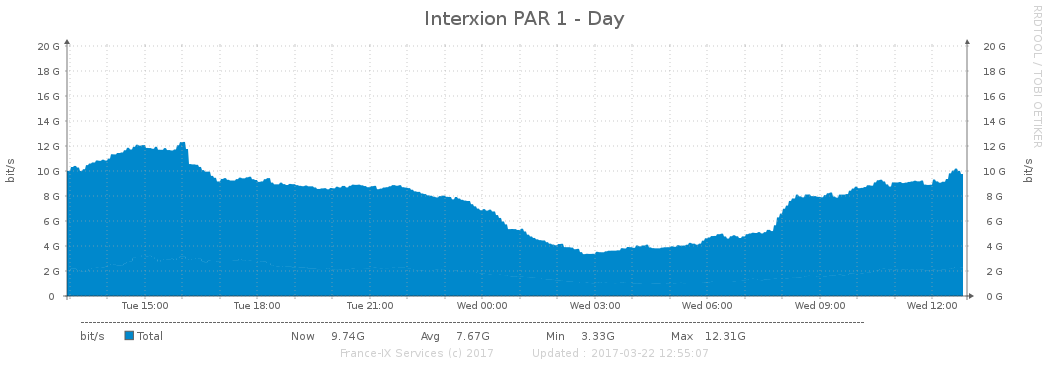 Interxion PAR 1 - Day
RRDTOOL / TOBI OETIKER
bit/s
bit/s
20 G 20 G
18 G 18 G
16 G 16 G
14 G 14 G
12 G 12 G
10 G 10 G
8 G 8 G
6 G 6 G
4 G 4 G
2 G 2 G
0 0 G
Tue 15:00 Tue 18:00 Tue 21:00 Wed 00:00 Wed 03:00 Wed 06:00 Wed 09:00 Wed 12:00
bit/s Total Now 9.74G Avg 7.67G Min 3.33G Max 12.31G
France-IX Services (c) 2017 Updated : 2017-03-22 12:55:07